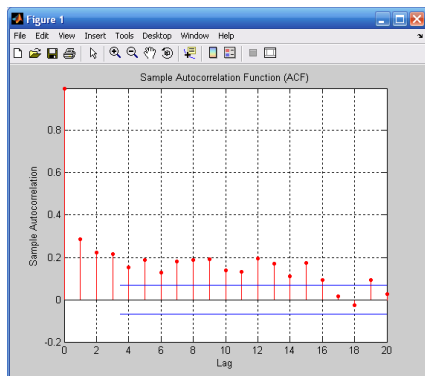 Figure 1
File Edit View Insert Tools Desktop Window Help
Sample Autocorrelation Function (ACF)
Sample Autocorrelation
0.8
0.6
0.4
0.2
0
-0.2
0 2 4 6 8 10 12 14 16 18 20
Lag